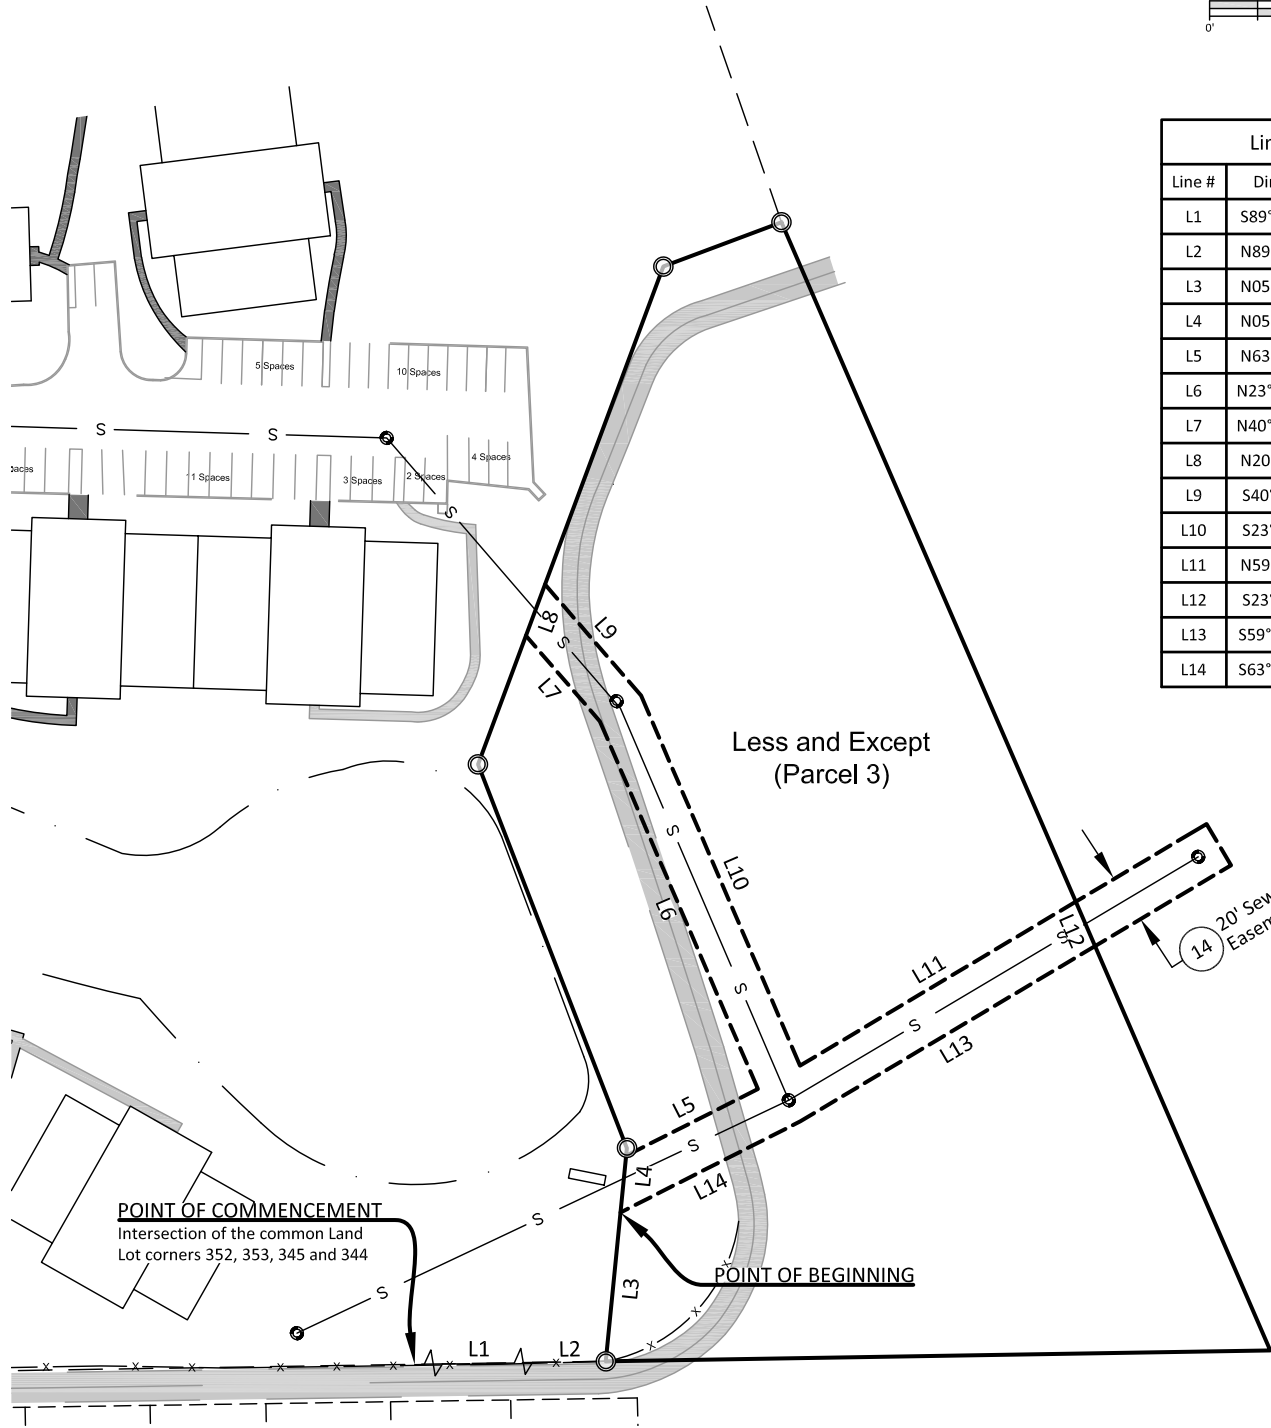 0'
Line #
L1 S89°
L2 N89
L3 N05
L4 N05
L5 N63
L6 N23°
L7 N40°
L8 N20
L9 S40°
L10 S23°
L11 N59
L12 S23°
L13 S59°
L14 S63°
5 Spaces
10 Spaces
S
S
4 Spaces
11 Spaces
3 Spaces
2 Spaces
S
L8
L9
S
L7
Less and Except
(Parcel 3)
S
L10
L6
L12
S
20'
14
L11
S
S
L13
L5
S
L4
L14
POINT OF COMMENCEMENT
Intersection of the common Land
Lot corners 352, 353, 345 and 344
S
POINT OF BEGINNING
L3
S
L1
L2
x x x x x x x x x x x